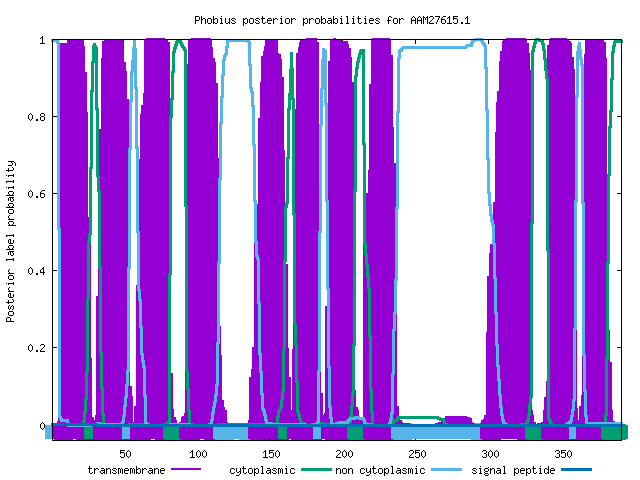 Phobius posterior probabilities for AAM27615.1
1
0.8
0.6
0.4
0.2
0
Posterior label probability
50 100 150 200 250 300 350
transmembrane cytoplasmic non cytoplasmic signal peptide